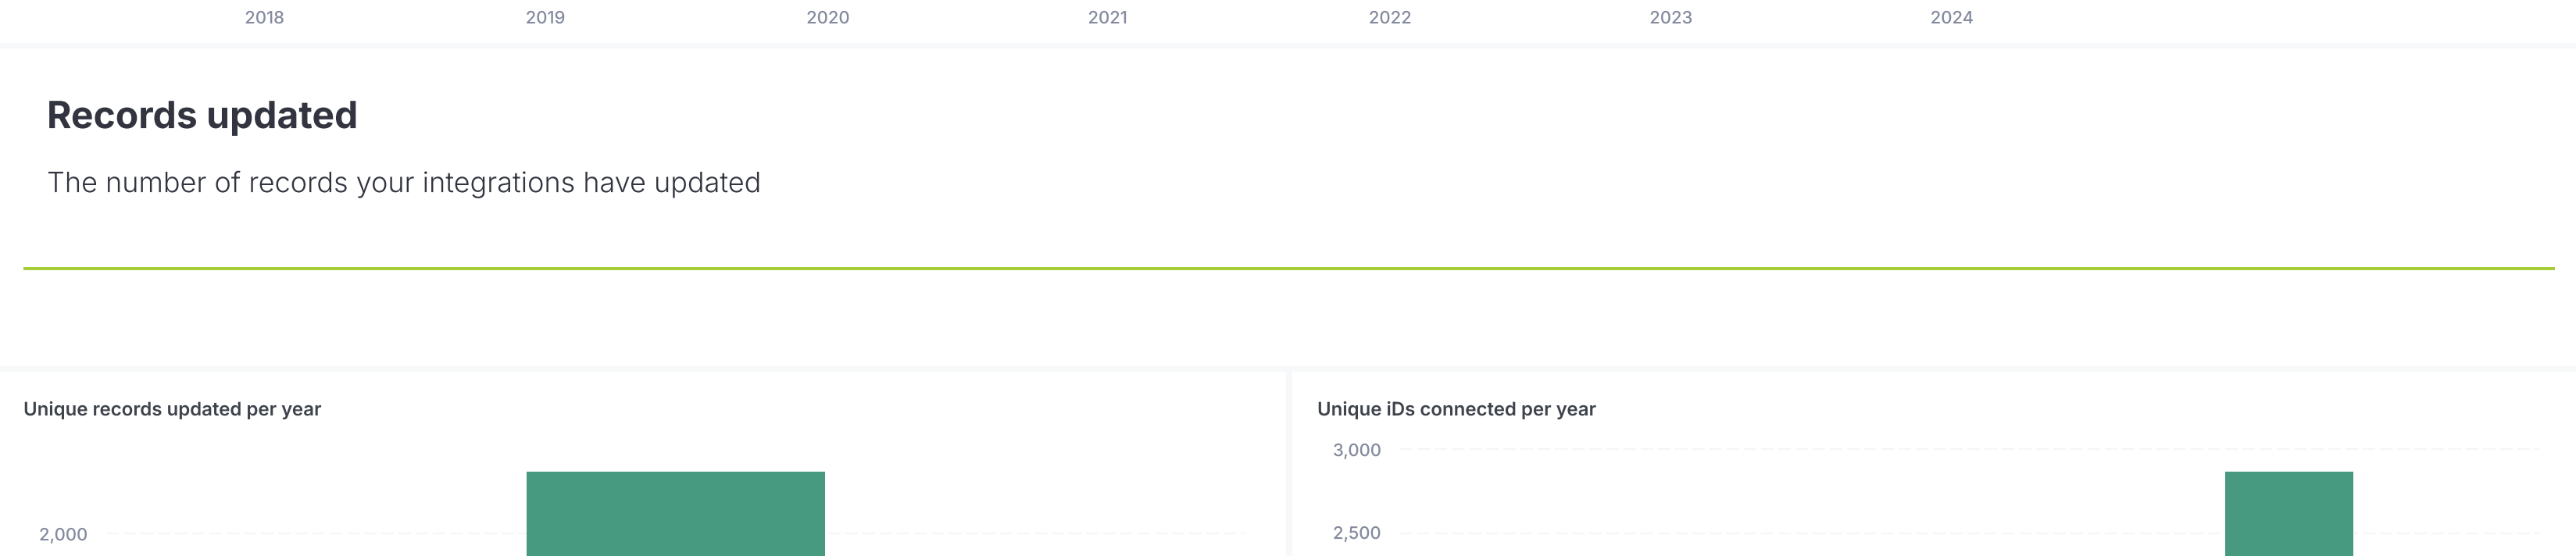 2018 2019 2020 2021 2022 2023 2024
Records updated
The number of records your integrations have updated
Unique records updated per year
2,000
Unique iDs connected per year
3,000
2,500